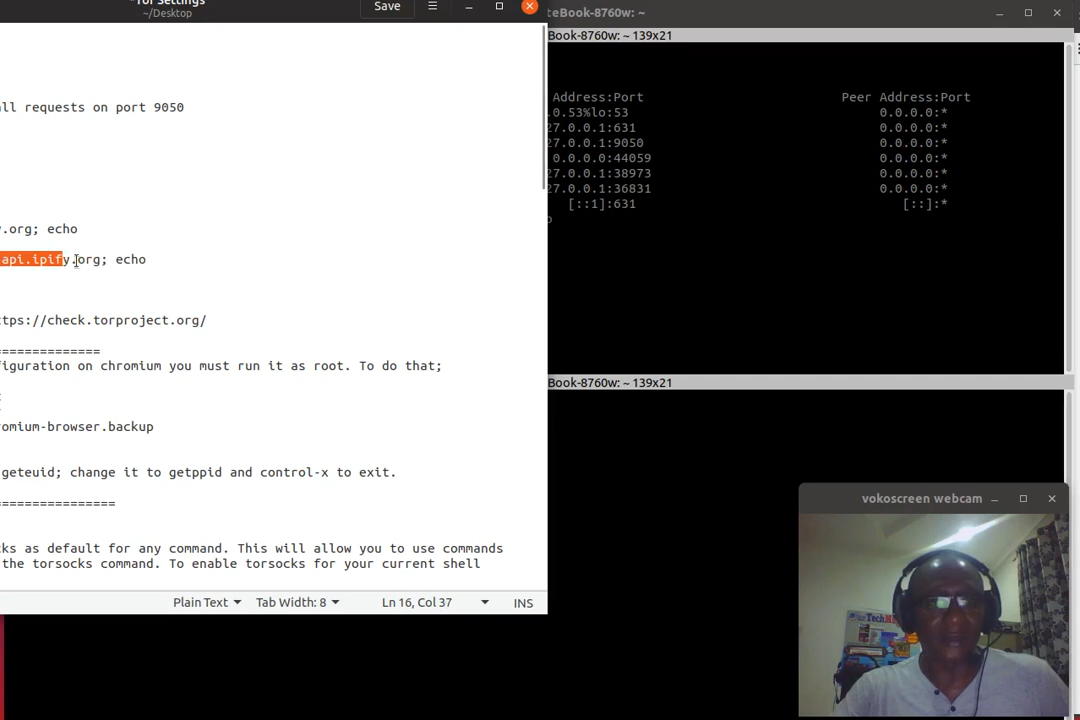 Tor Settings
~/Desktop
Save
all requests on port 9050
y.org; echo
api.ipify.org; echo
ttps://check.torproject.org/
==============
figuration on chromium you must run it as root. To do that;
omium-browser.backup
geteuid; change it to getppid and control-x to exit.
================
cks as default for any command. This will allow you to use commands
the torsocks command. To enable torsocks for your current shell
Plain Text
Tab Width: 8
Ln 16, Col 37
INS
teBook-8760w: ~
Book-8760w: ~ 139x21
Address:Port Peer Address:Port
.0.53%lo:53 0.0.0.0:*
27.0.0.1:631 0.0.0.0:*
27.0.0.1:9050 0.0.0.0:*
0.0.0.0:44059 0.0.0.0:*
27.0.0.1:38973 0.0.0.0:*
27.0.0.1:36831 0.0.0.0:*
[::1]:631 [::]:*
Book-8760w: ~ 139x21
vokoscreen webcam